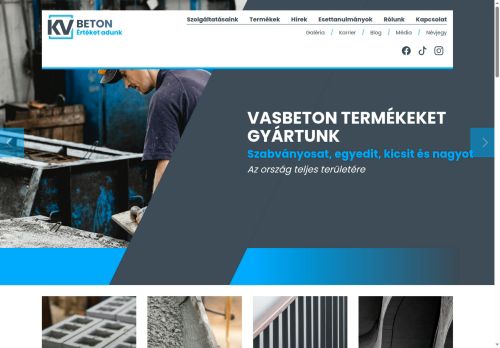 KV BETON
Értéket adunk
Szolgáltatásaink Termékek Hírek Esettanulmányok Rólunk Kapcsolat
Galéria / Karrier / Blog / Média / Névjegy
VASBETON TERMÉKEKET
GYÁRTUNK
Szabványosat, egyedit, kicsit és nagyot
Az ország teljes területére